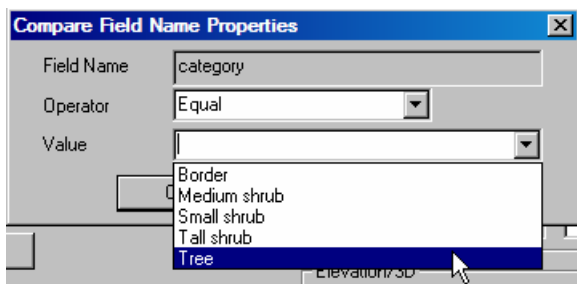 Compare Field Name Properties
Field Name category
Operator Equal
Value
Border
Medium shrub
Small shrub
Tall shrub
Tree
Elevation/3D